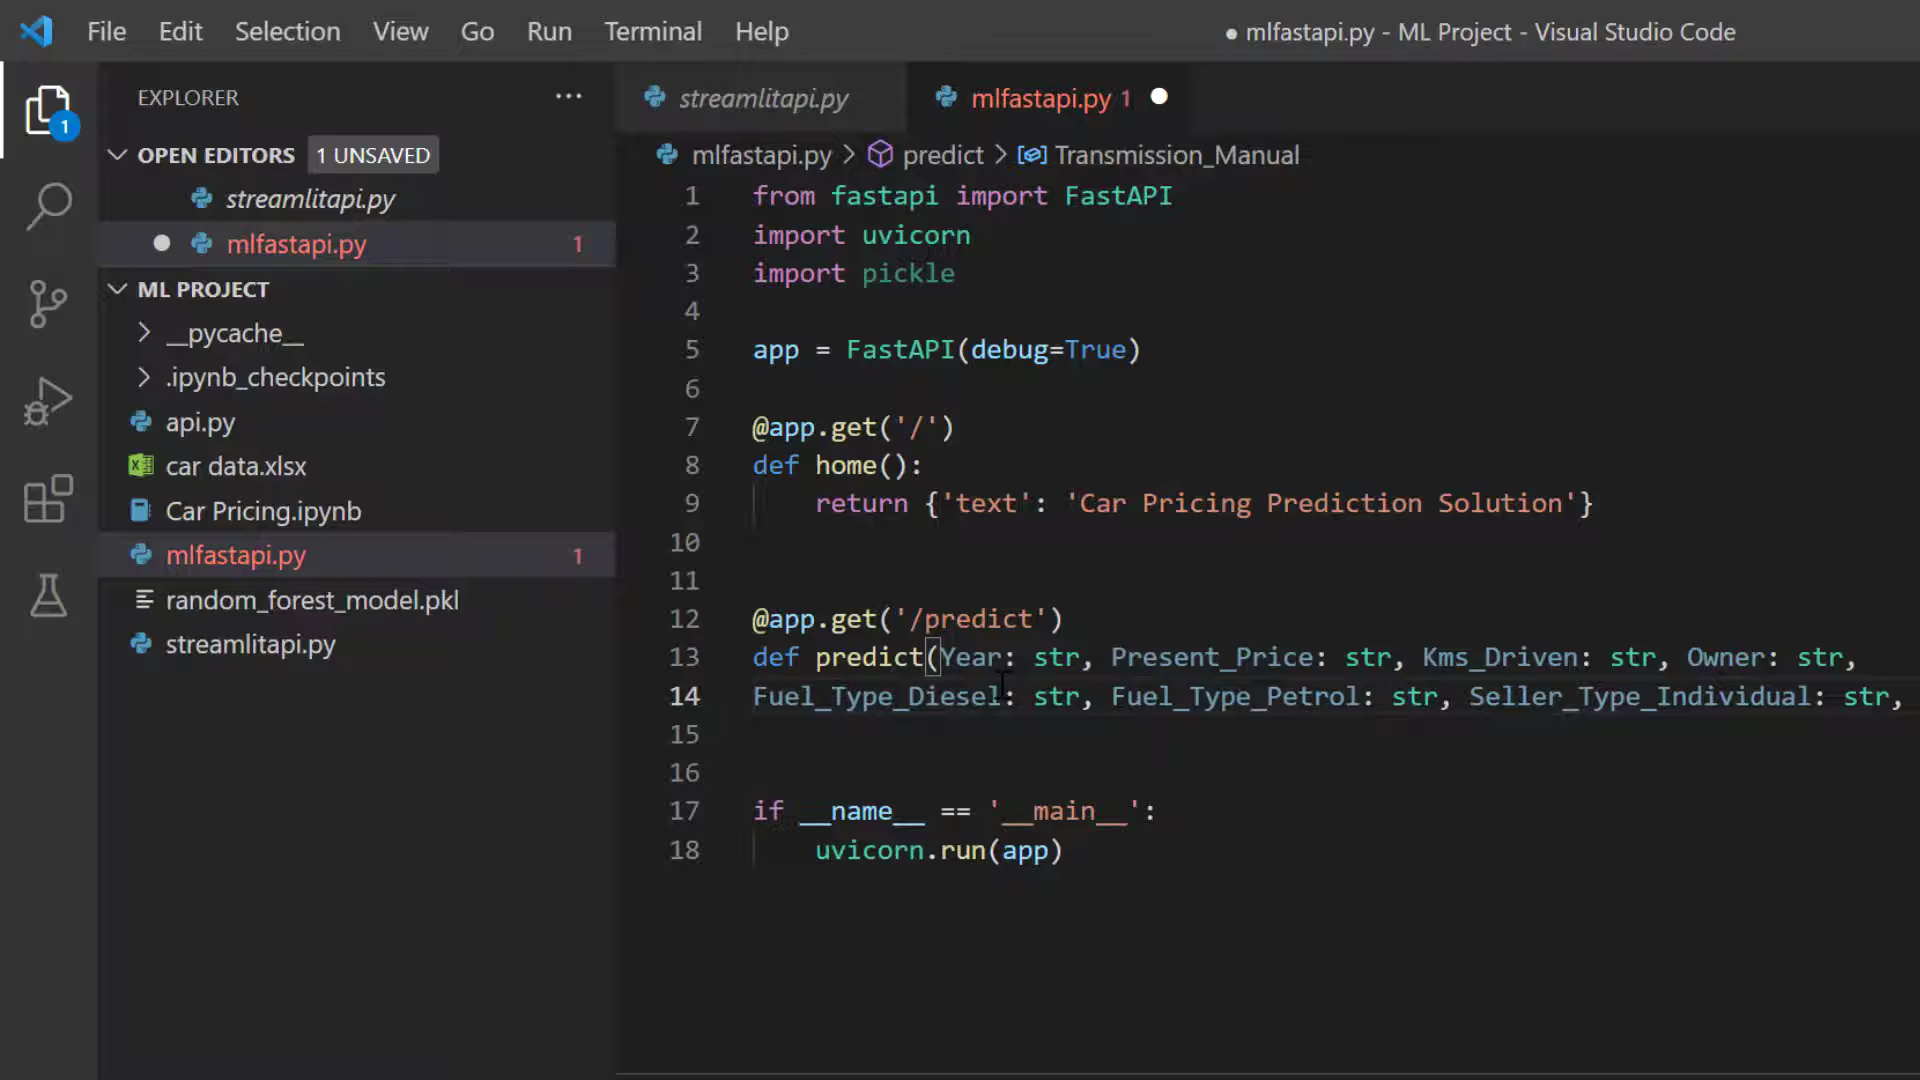 File Edit Selection View Go Run Terminal Help
● mlfastapi.py - ML Project - Visual Studio Code
1
EXPLORER ···
OPEN EDITORS 1 UNSAVED
streamlitapi.py
mlfastapi.py 1
ML PROJECT
__pycache__
.ipynb_checkpoints
api.py
car data.xlsx
Car Pricing.ipynb
mlfastapi.py 1
random_forest_model.pkl
streamlitapi.py
streamlitapi.py mlfastapi.py 1
mlfastapi.py > predict > Transmission_Manual
1 from fastapi import FastAPI
2 import uvicorn
3 import pickle
4
5 app = FastAPI(debug=True)
6
7 @app.get('/')
8 def home():
9 return {'text': 'Car Pricing Prediction Solution'}
10
11
12 @app.get('/predict')
13 def predict(Year: str, Present_Price: str, Kms_Driven: str, Owner: str,
14 Fuel_Type_Diesel: str, Fuel_Type_Petrol: str, Seller_Type_Individual: str,
15
16
17 if __name__ == '__main__':
18 uvicorn.run(app)